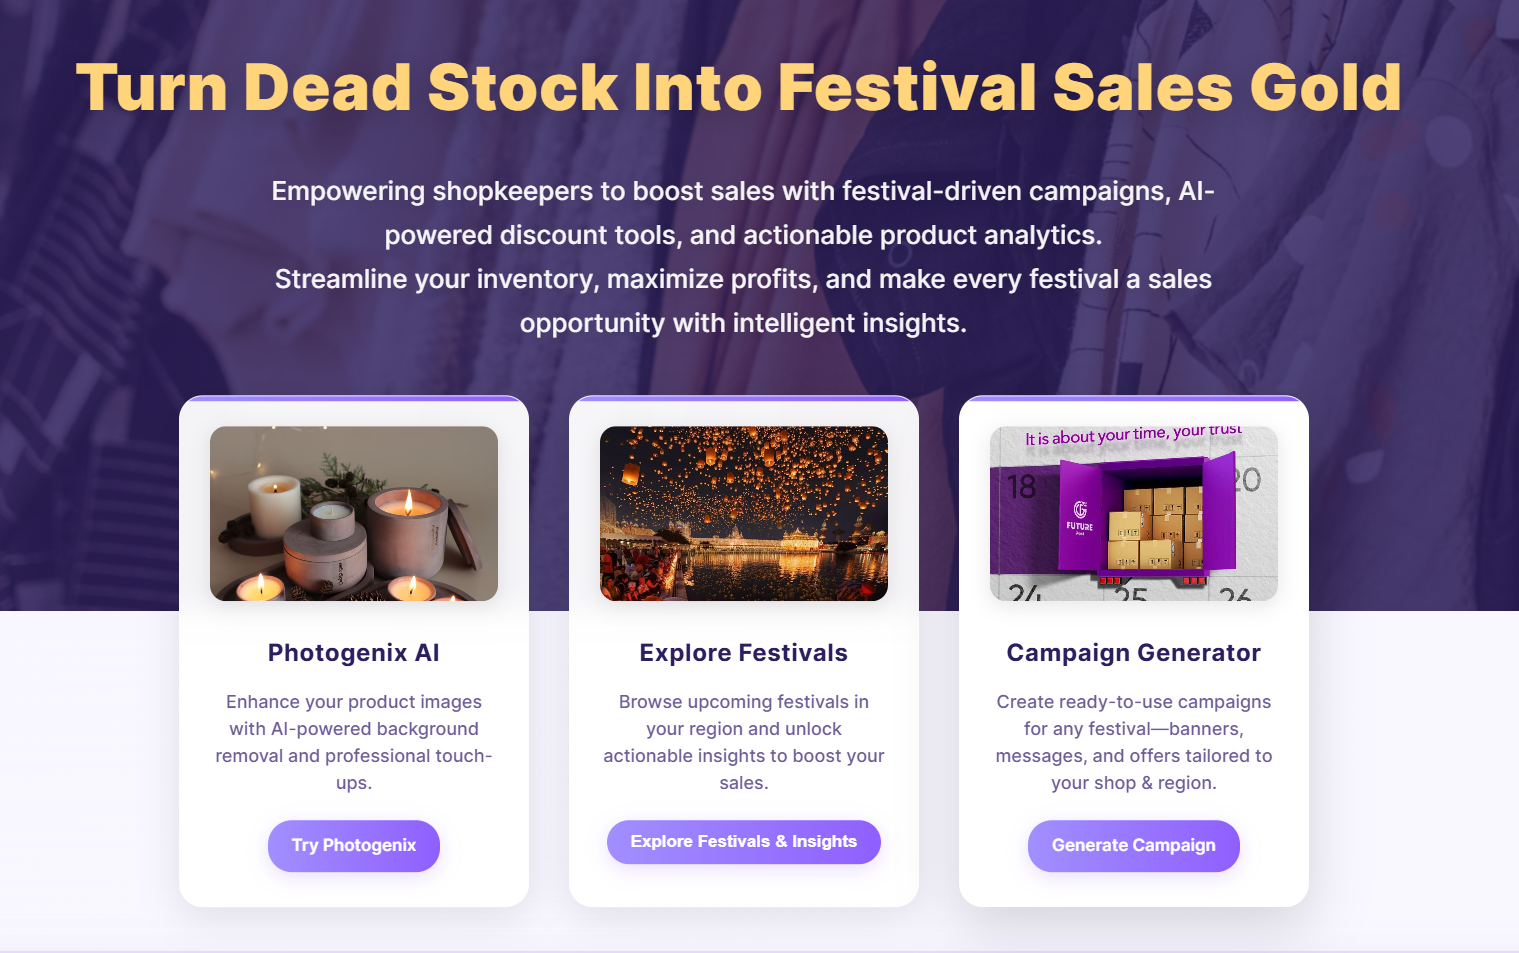 Turn Dead Stock Into Festival Sales Gold
Empowering shopkeepers to boost sales with festival-driven campaigns, AI-
powered discount tools, and actionable product analytics.
Streamline your inventory, maximize profits, and make every festival a sales
opportunity with intelligent insights.
It is about your time, your trust
18
20
FUTURE
Post
24
25
26
Photogenix AI
Enhance your product images
with AI-powered background
removal and professional touch-
ups.
Try Photogenix
Explore Festivals
Browse upcoming festivals in
your region and unlock
actionable insights to boost your
sales.
Explore Festivals & Insights
Campaign Generator
Create ready-to-use campaigns
for any festival—banners,
messages, and offers tailored to
your shop & region.
Generate Campaign